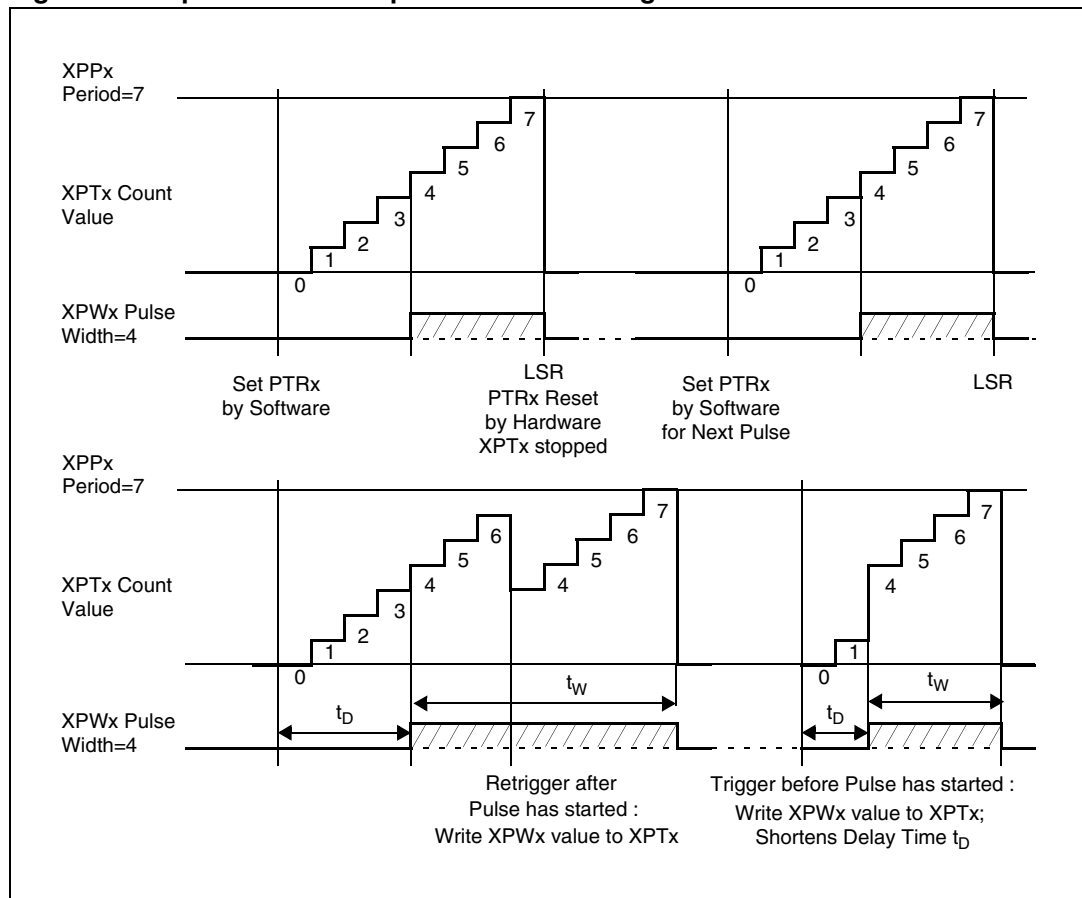 XPPx
Period=7
7
7
6
6
5
5
XPTx Count
Value
4
4
3
3
2
2
1
1
0
0
XPWx Pulse
Width=4
Set PTRx
by Software
LSR
PTRx Reset
by Hardware
XPTx stopped
Set PTRx
by Software
for Next Pulse
LSR
XPPx
Period=7
7
7
6
6
6
5
5
5
XPTx Count
Value
4
4
4
3
2
1
1
0
0
tW
tW
XPWx Pulse
Width=4
tD
tD
Retrigger after
Pulse has started :
Write XPWx value to XPTx
Trigger before Pulse has started :
Write XPWx value to XPTx;
Shortens Delay Time tD